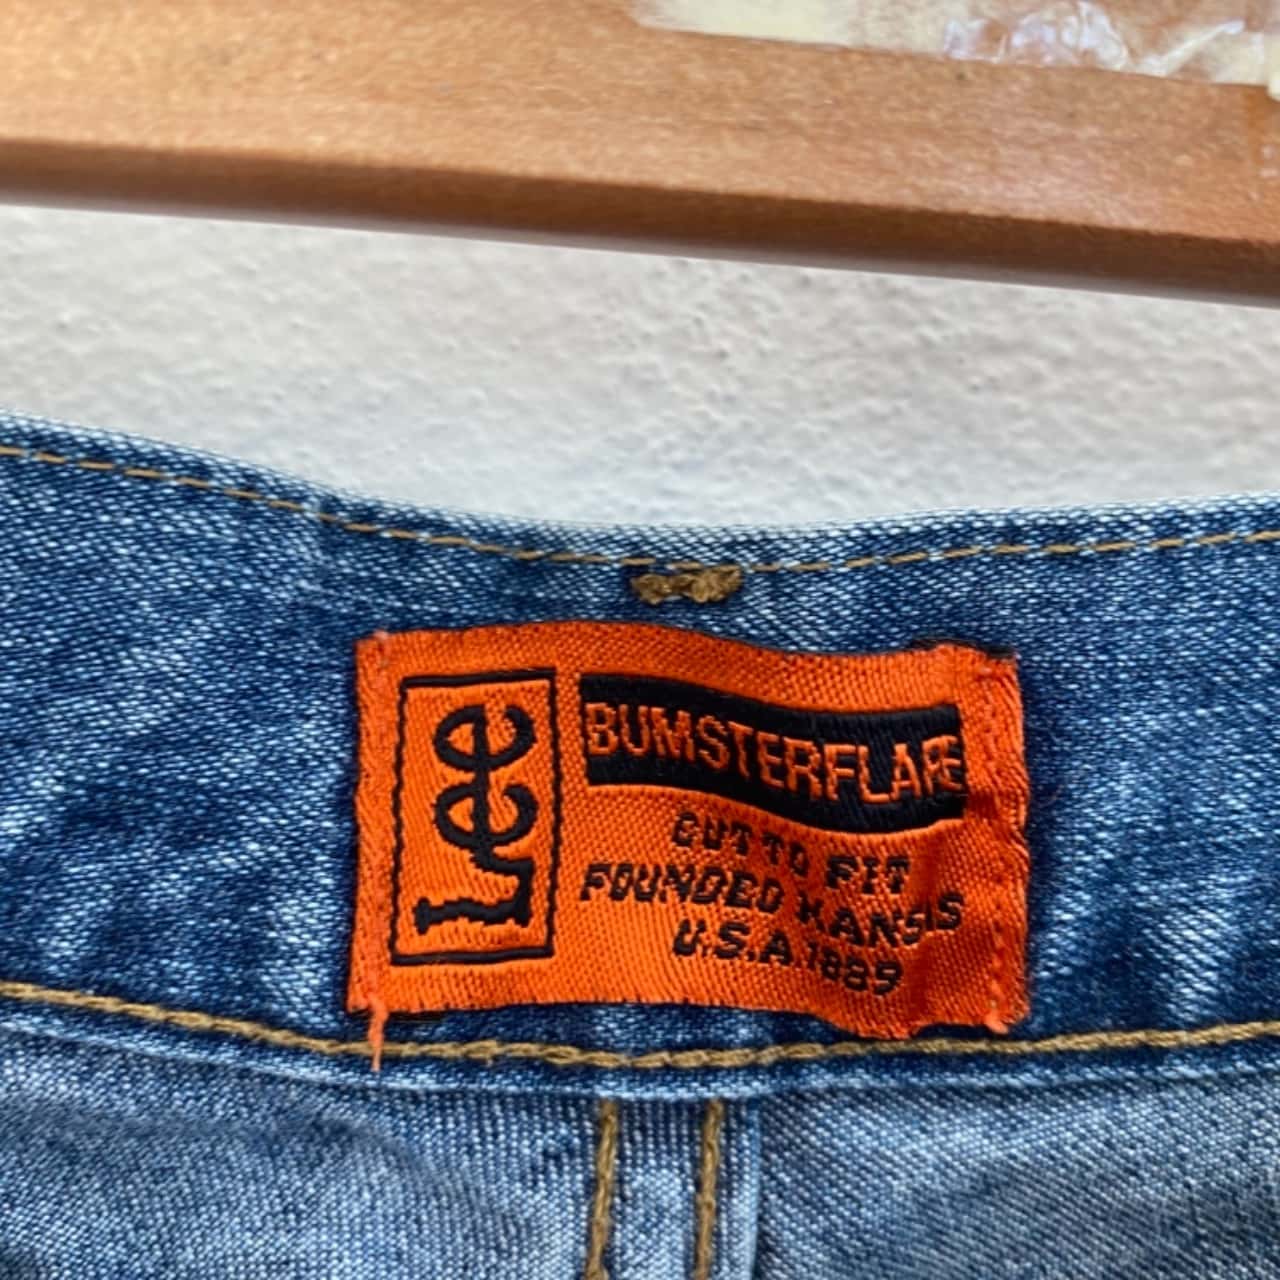 Lee
BUMSTERFLARE
CUT TO FIT
FOUNDED KANSAS
U.S.A. 1889